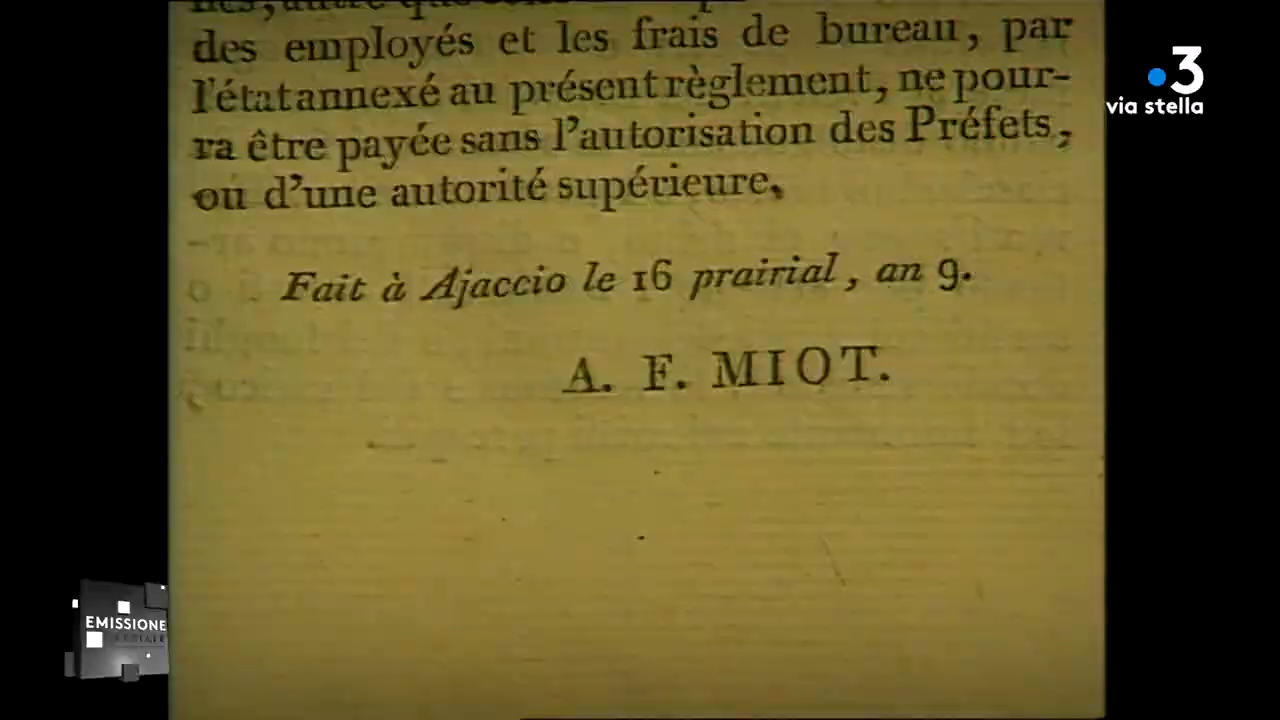 des employés et les frais de bureau, par
l'état annexé au présent règlement, ne pour-
ra être payée sans l'autorisation des Préfets,
ou d'une autorité supérieure,
Fait à Ajaccio le 16 prairial, an 9.
A. F. MIOT.
3
via stella
EMISSIONE